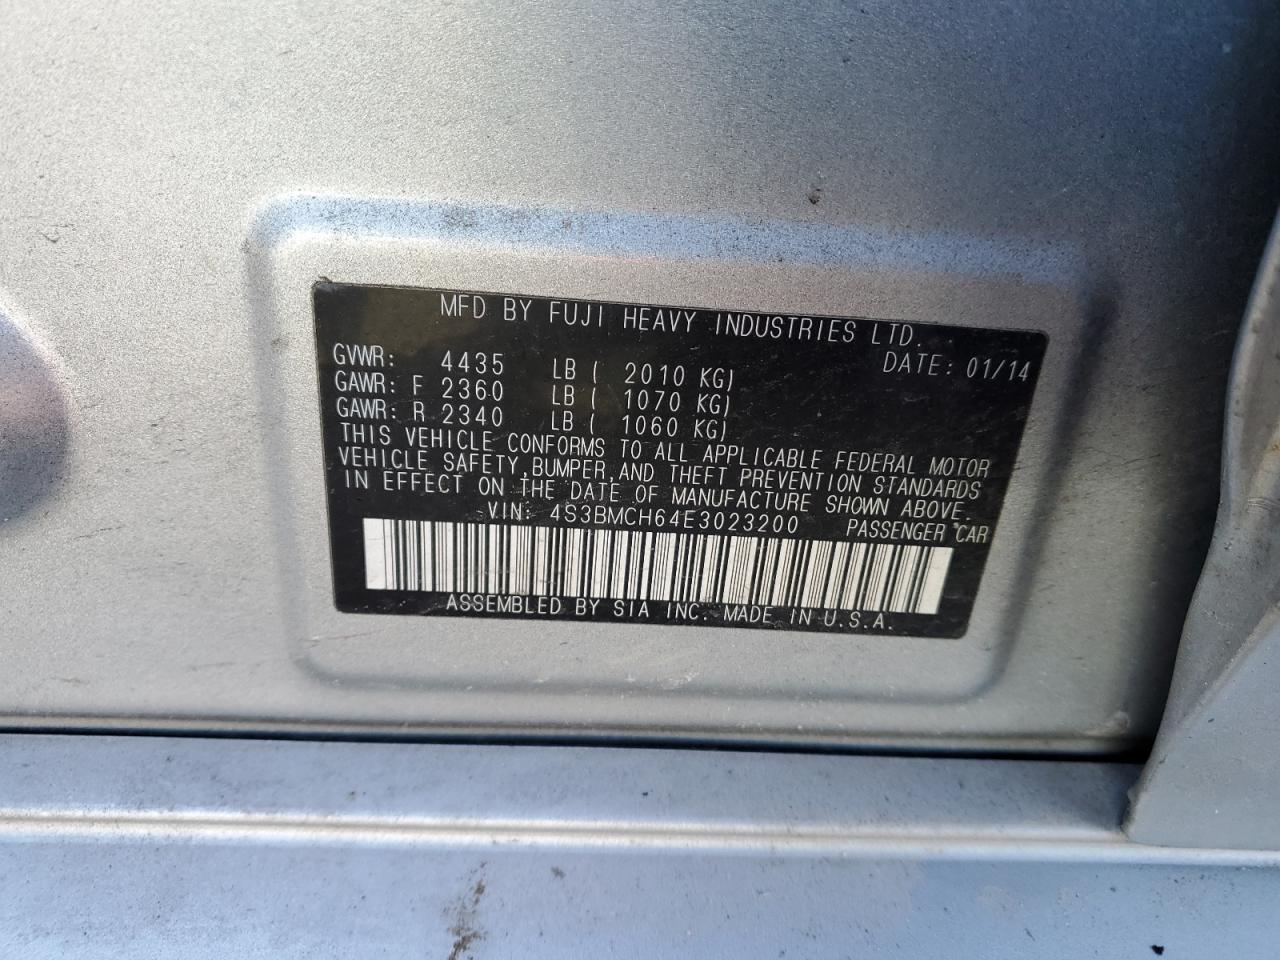 MFD BY FUJI HEAVY INDUSTRIES LTD.
GVWR: 4435 LB ( 2010 KG) DATE: 01/14
GAWR: F 2360 LB ( 1070 KG)
GAWR: R 2340 LB ( 1060 KG)
THIS VEHICLE CONFORMS TO ALL APPLICABLE FEDERAL MOTOR
VEHICLE SAFETY, BUMPER, AND THEFT PREVENTION STANDARDS
IN EFFECT ON THE DATE OF MANUFACTURE SHOWN ABOVE.
VIN: 4S3BMCH64E3023200 PASSENGER CAR
ASSEMBLED BY SIA INC. MADE IN U.S.A.